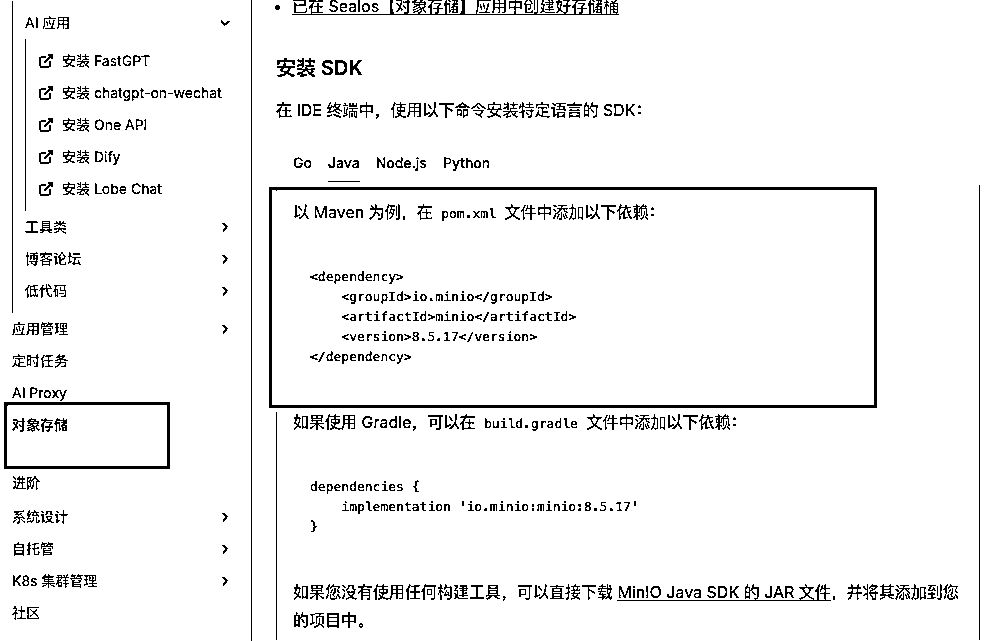 AI 应用
安装 FastGPT
安装 chatgpt-on-wechat
安装 One API
安装 Dify
安装 Lobe Chat
工具类
博客论坛
低代码
应用管理
定时任务
AI Proxy
对象存储
进阶
系统设计
自托管
K8s 集群管理
社区
已在 Sealos【对象存储】应用中创建好存储桶
安装 SDK
在 IDE 终端中，使用以下命令安装特定语言的 SDK：
Go Java Node.js Python
以 Maven 为例，在 pom.xml 文件中添加以下依赖：
<dependency>
    <groupId>io.minio</groupId>
    <artifactId>minio</artifactId>
    <version>8.5.17</version>
</dependency>
如果使用 Gradle，可以在 build.gradle 文件中添加以下依赖：
dependencies {
    implementation 'io.minio:minio:8.5.17'
}
如果您没有使用任何构建工具，可以直接下载 MinIO Java SDK 的 JAR 文件，并将其添加到您
的项目中。